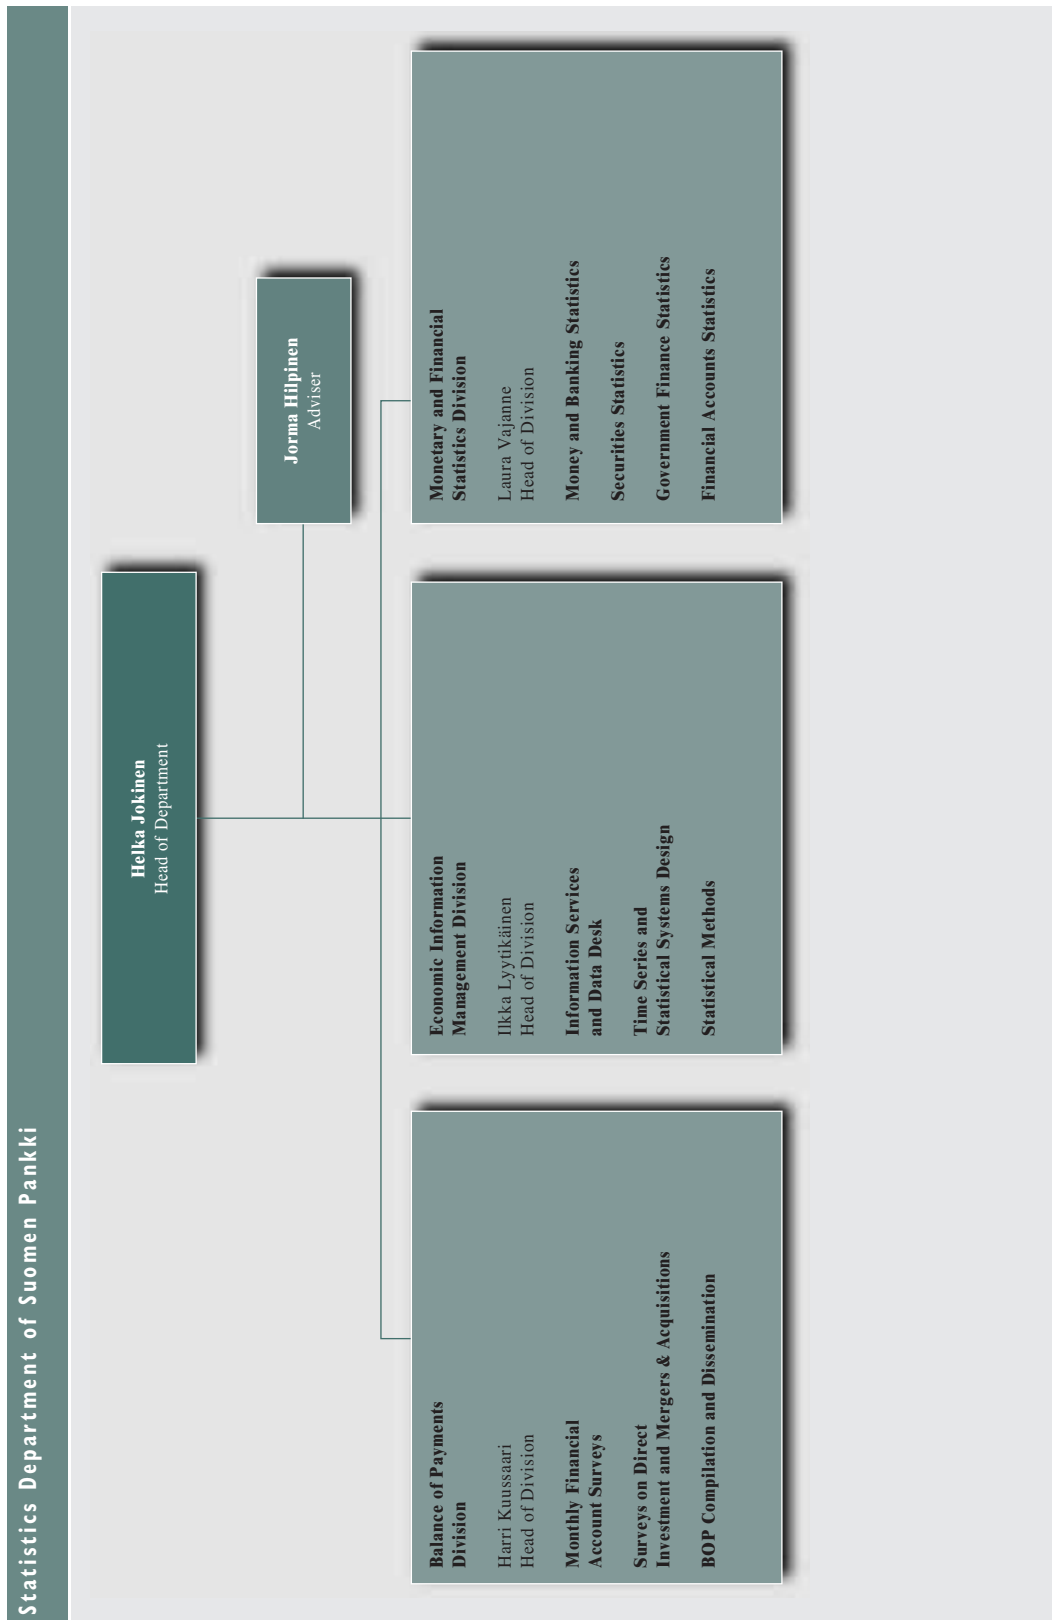 Statistics Department of Suomen Pankki
Helka Jokinen
Head of Department
Jorma Hilpinen
Adviser
Balance of Payments
Division
Harri Kuussaari
Head of Division
Monthly Financial
Account Surveys
Surveys on Direct
Investment and Mergers & Acquisitions
BOP Compilation and Dissemination
Economic Information
Management Division
Ilkka Lyytikäinen
Head of Division
Information Services
and Data Desk
Time Series and
Statistical Systems Design
Statistical Methods
Monetary and Financial
Statistics Division
Laura Vajanne
Head of Division
Money and Banking Statistics
Securities Statistics
Government Finance Statistics
Financial Accounts Statistics